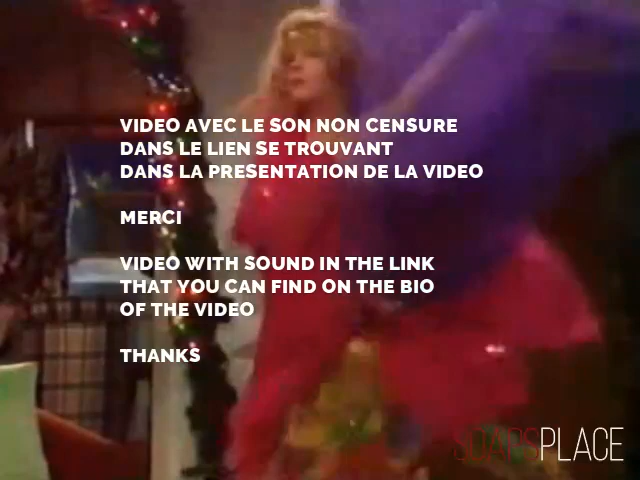 VIDEO AVEC LE SON NON CENSURE
DANS LE LIEN SE TROUVANT
DANS LA PRESENTATION DE LA VIDEO
MERCI
VIDEO WITH SOUND IN THE LINK
THAT YOU CAN FIND ON THE BIO
OF THE VIDEO
THANKS
SOAPSPLACE